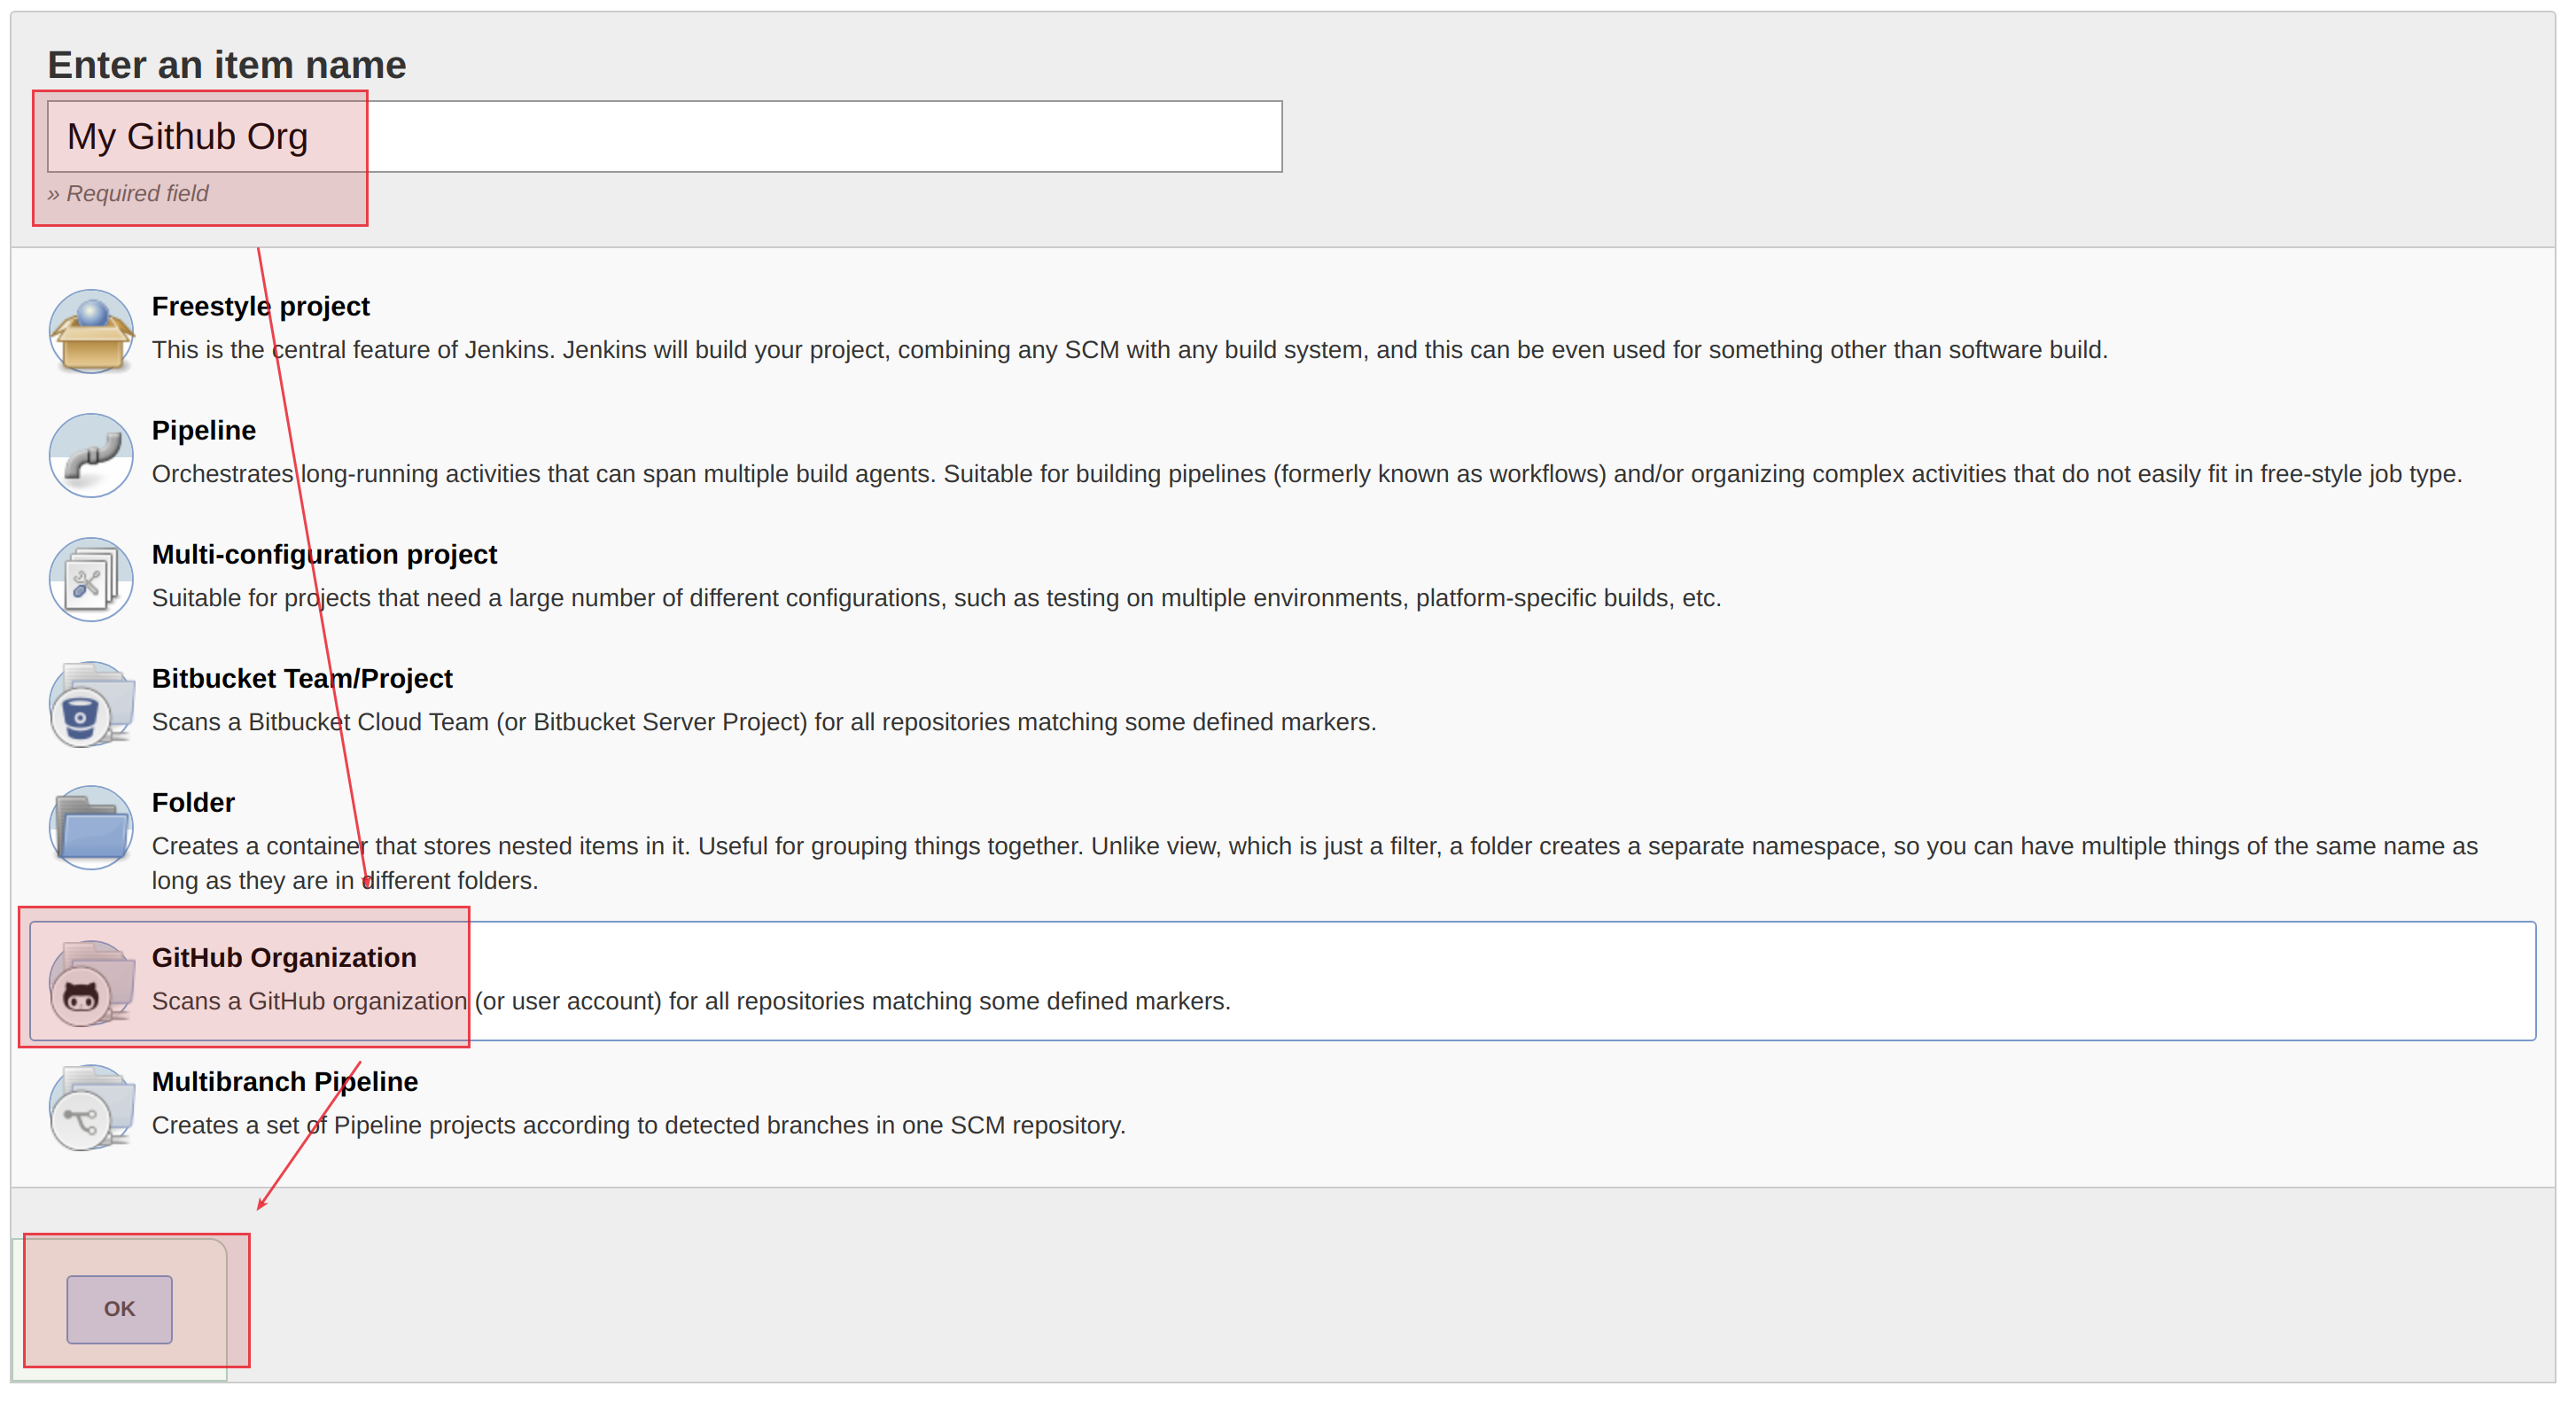 Enter an item name
My Github Org
» Required field
Freestyle project
This is the central feature of Jenkins. Jenkins will build your project, combining any SCM with any build system, and this can be even used for something other than software build.
Pipeline
Orchestrates long-running activities that can span multiple build agents. Suitable for building pipelines (formerly known as workflows) and/or organizing complex activities that do not easily fit in free-style job type.
Multi-configuration project
Suitable for projects that need a large number of different configurations, such as testing on multiple environments, platform-specific builds, etc.
Bitbucket Team/Project
Scans a Bitbucket Cloud Team (or Bitbucket Server Project) for all repositories matching some defined markers.
Folder
Creates a container that stores nested items in it. Useful for grouping things together. Unlike view, which is just a filter, a folder creates a separate namespace, so you can have multiple things of the same name as
long as they are in different folders.
GitHub Organization
Scans a GitHub organization (or user account) for all repositories matching some defined markers.
Multibranch Pipeline
Creates a set of Pipeline projects according to detected branches in one SCM repository.
OK